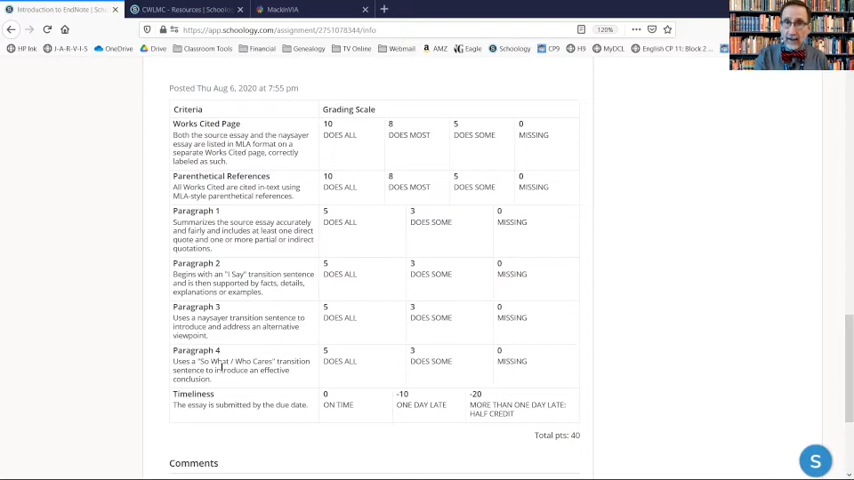 Introduction to EndNote | Schoo
CWLMC - Resources | Schoolog
MackinVIA
https://app.schoology.com/assignment/2751078344/info
120%
HP Ink
J-A-R-V-I-S
OneDrive
Drive
Classroom Tools
Financial
Genealogy
TV Online
Webmail
AMZ
Eagle
Schoology
CP9
H9
MyDCL
English CP 11: Block 2 ...
Posted Thu Aug 6, 2020 at 7:55 pm
Criteria Grading Scale
Works Cited Page 10 8 5 0
Both the source essay and the naysayer DOES ALL DOES MOST DOES SOME MISSING
essay are listed in MLA format on a
separate Works Cited page, correctly
labeled as such.
Parenthetical References 10 8 5 0
All Works Cited are cited in-text using DOES ALL DOES MOST DOES SOME MISSING
MLA-style parenthetical references.
Paragraph 1 5 3 0
Summarizes the source essay accurately DOES ALL DOES SOME MISSING
and fairly and includes at least one direct
quote and one or more partial or indirect
quotations.
Paragraph 2 5 3 0
Begins with an "I Say" transition sentence DOES ALL DOES SOME MISSING
and is then supported by facts, details,
explanations or examples.
Paragraph 3 5 3 0
Uses a naysayer transition sentence to DOES ALL DOES SOME MISSING
introduce and address an alternative
viewpoint.
Paragraph 4 5 3 0
Uses a "So What / Who Cares" transition DOES ALL DOES SOME MISSING
sentence to introduce an effective
conclusion.
Timeliness 0 -10 -20
The essay is submitted by the due date. ON TIME ONE DAY LATE MORE THAN ONE DAY LATE:
HALF CREDIT
Total pts: 40
Comments
S